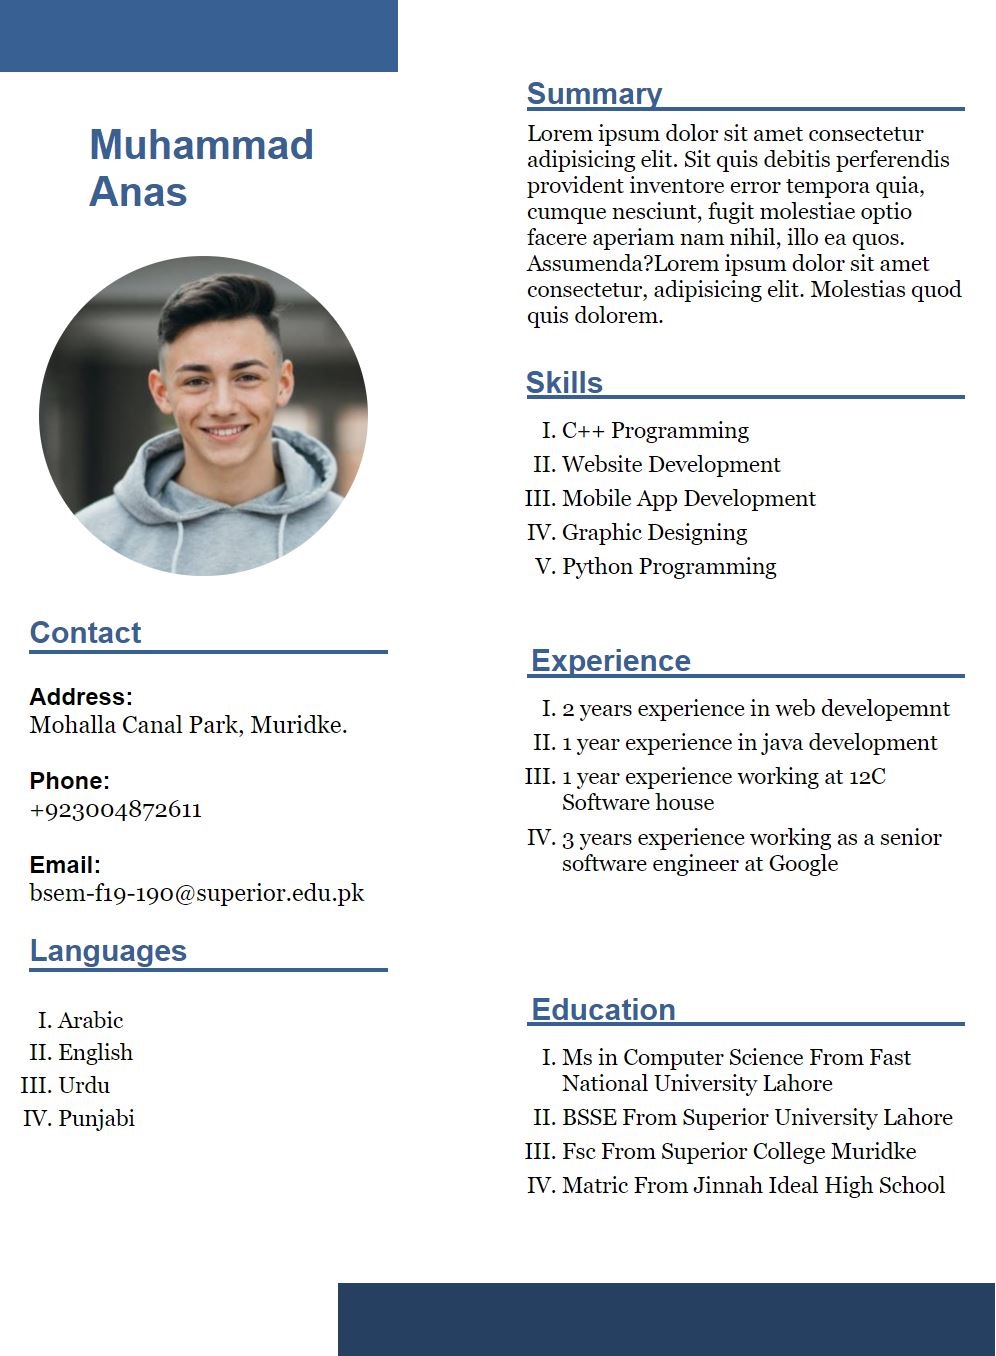 Muhammad
Anas
Contact
Address:
Mohalla Canal Park, Muridke.
Phone:
+923004872611
Email:
bsem-f19-190@superior.edu.pk
Languages
I. Arabic
II. English
III. Urdu
IV. Punjabi
Summary
Lorem ipsum dolor sit amet consectetur
adipisicing elit. Sit quis debitis perferendis
provident inventore error tempora quia,
cumque nesciunt, fugit molestiae optio
facere aperiam nam nihil, illo ea quos.
Assumenda?Lorem ipsum dolor sit amet
consectetur, adipisicing elit. Molestias quod
quis dolorem.
Skills
I. C++ Programming
II. Website Development
III. Mobile App Development
IV. Graphic Designing
V. Python Programming
Experience
I. 2 years experience in web developemnt
II. 1 year experience in java development
III. 1 year experience working at 12C
Software house
IV. 3 years experience working as a senior
software engineer at Google
Education
I. Ms in Computer Science From Fast
National University Lahore
II. BSSE From Superior University Lahore
III. Fsc From Superior College Muridke
IV. Matric From Jinnah Ideal High School